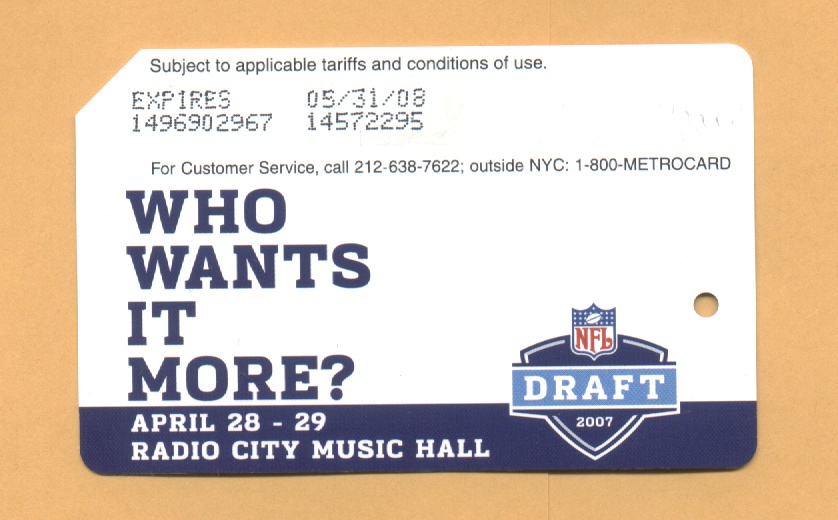 Subject to applicable tariffs and conditions of use.
EXPIRES 05/31/08
1496902967 14572295
For Customer Service, call 212-638-7622; outside NYC: 1-800-METROCARD
WHO
WANTS
IT
MORE?
NFL
DRAFT
2007
APRIL 28 - 29
RADIO CITY MUSIC HALL